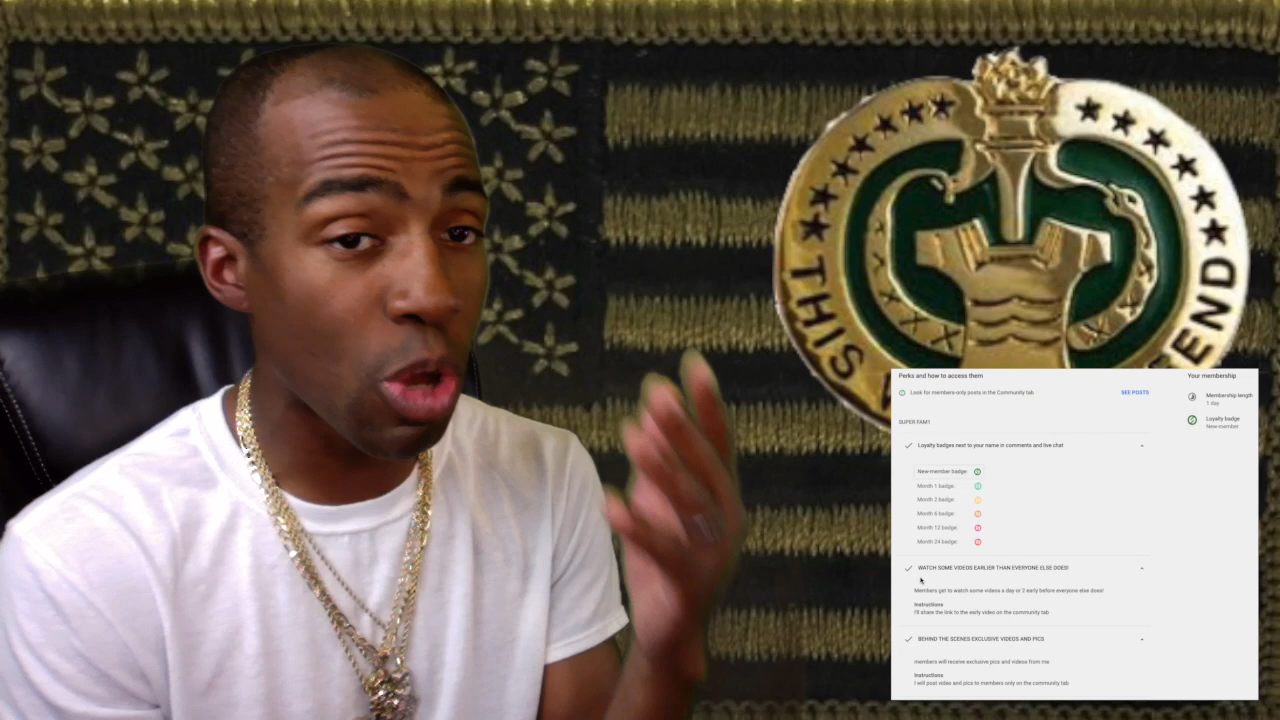 THIS
END
Perks and how to access them
Look for members-only posts in the Community tab
SEE POSTS
SUPER FAM1
Loyalty badges next to your name in comments and live chat
New-member badge:
Month 1 badge:
Month 2 badge:
Month 6 badge:
Month 12 badge:
Month 24 badge:
WATCH SOME VIDEOS EARLIER THAN EVERYONE ELSE DOES!
Members get to watch some videos a day or 2 early before everyone else does!
Instructions
I'll share the link to the early video on the community tab
BEHIND THE SCENES EXCLUSIVE VIDEOS AND PICS
members will receive exclusive pics and videos from me
Instructions
I will post video and pics to members only on the community tab
Your membership
Membership length
1 day
Loyalty badge
New-member